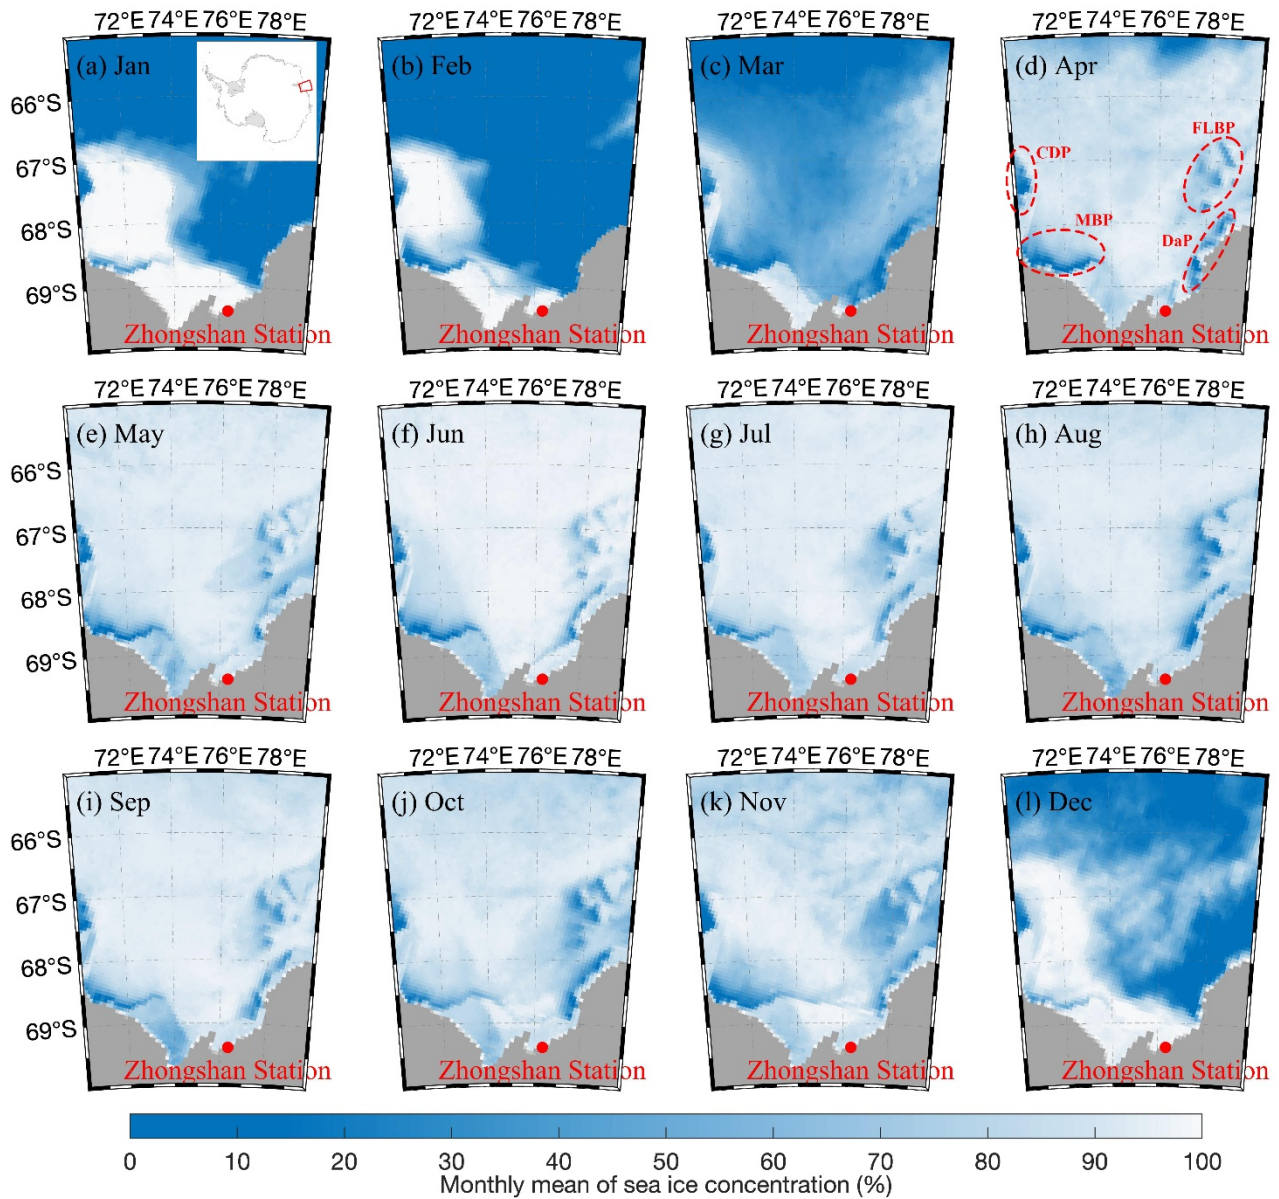 72°E 74°E 76°E 78°E 72°E 74°E 76°E 78°E 72°E 74°E 76°E 78°E 72°E 74°E 76°E 78°E
(a) Jan (b) Feb (c) Mar (d) Apr
66°S
FLBP
CDP
67°S
MBP
68°S
DaP
69°S
Zhongshan Station Zhongshan Station Zhongshan Station Zhongshan Station
72°E 74°E 76°E 78°E 72°E 74°E 76°E 78°E 72°E 74°E 76°E 78°E 72°E 74°E 76°E 78°E
(e) May (f) Jun (g) Jul (h) Aug
66°S
67°S
68°S
69°S
Zhongshan Station Zhongshan Station Zhongshan Station Zhongshan Station
72°E 74°E 76°E 78°E 72°E 74°E 76°E 78°E 72°E 74°E 76°E 78°E 72°E 74°E 76°E 78°E
(i) Sep (j) Oct (k) Nov (l) Dec
66°S
67°S
68°S
69°S
Zhongshan Station Zhongshan Station Zhongshan Station Zhongshan Station
0 10 20 30 40 50 60 70 80 90 100
Monthly mean of sea ice concentration (%)